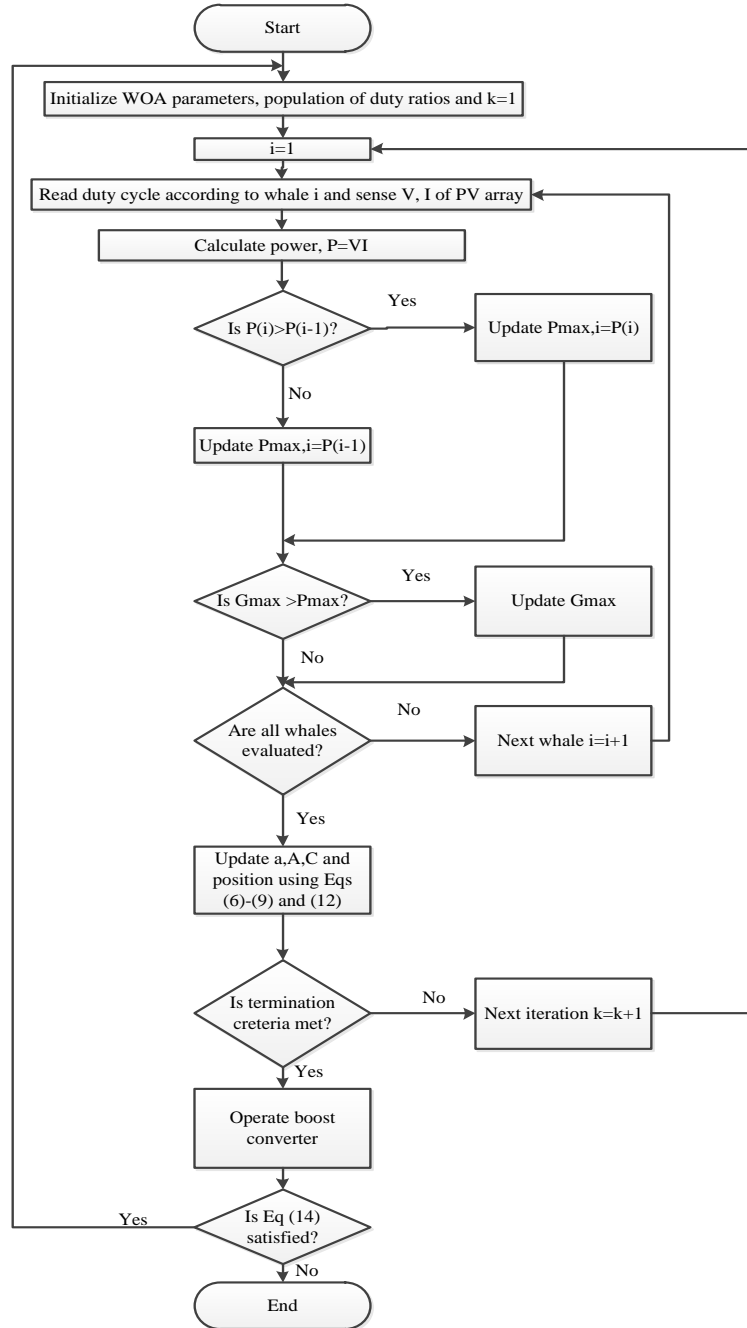 Start
Initialize WOA parameters, population of duty ratios and k=1
i=1
Read duty cycle according to whale i and sense V, I of PV array
Calculate power, P=VI
Is P(i)>P(i-1)?
Yes
Update Pmax,i=P(i)
No
Update Pmax,i=P(i-1)
Is Gmax >Pmax?
Yes
Update Gmax
No
Are all whales
evaluated?
No
Next whale i=i+1
Yes
Update a,A,C and
position using Eqs
(6)-(9) and (12)
Is termination
creteria met?
No
Next iteration k=k+1
Yes
Operate boost
converter
Is Eq (14)
satisfied?
Yes
No
End